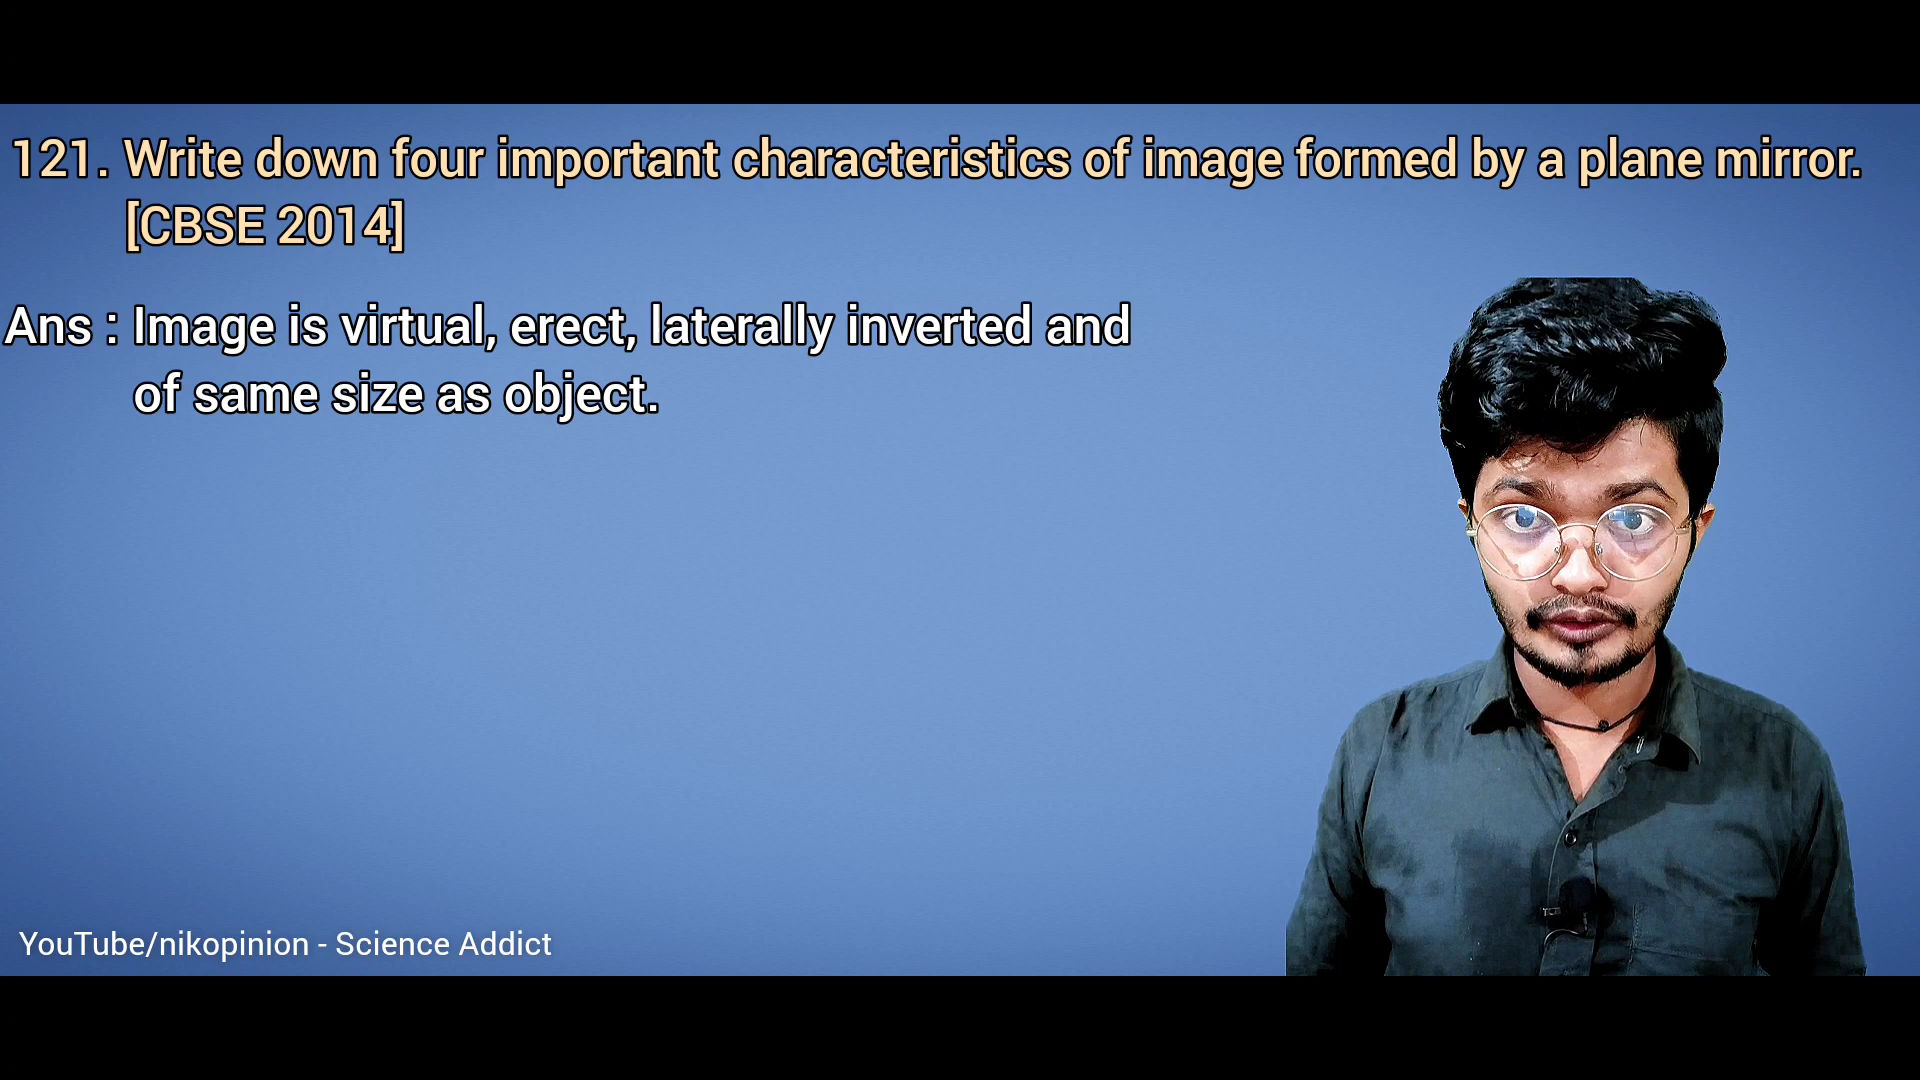 121. Write down four important characteristics of image formed by a plane mirror.
[CBSE 2014]
Ans : Image is virtual, erect, laterally inverted and
of same size as object.
YouTube/nikopinion - Science Addict